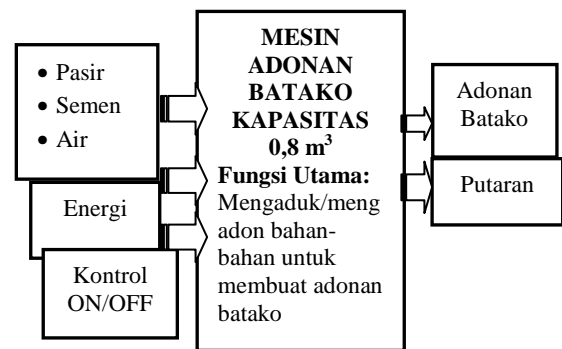 • Pasir
• Semen
• Air
Energi
Kontrol
ON/OFF
MESIN
ADONAN
BATAKO
KAPASITAS
0,8 m³
Fungsi Utama:
Mengaduk/meng
adon bahan-
bahan untuk
membuat adonan
batako
Adonan
Batako
Putaran